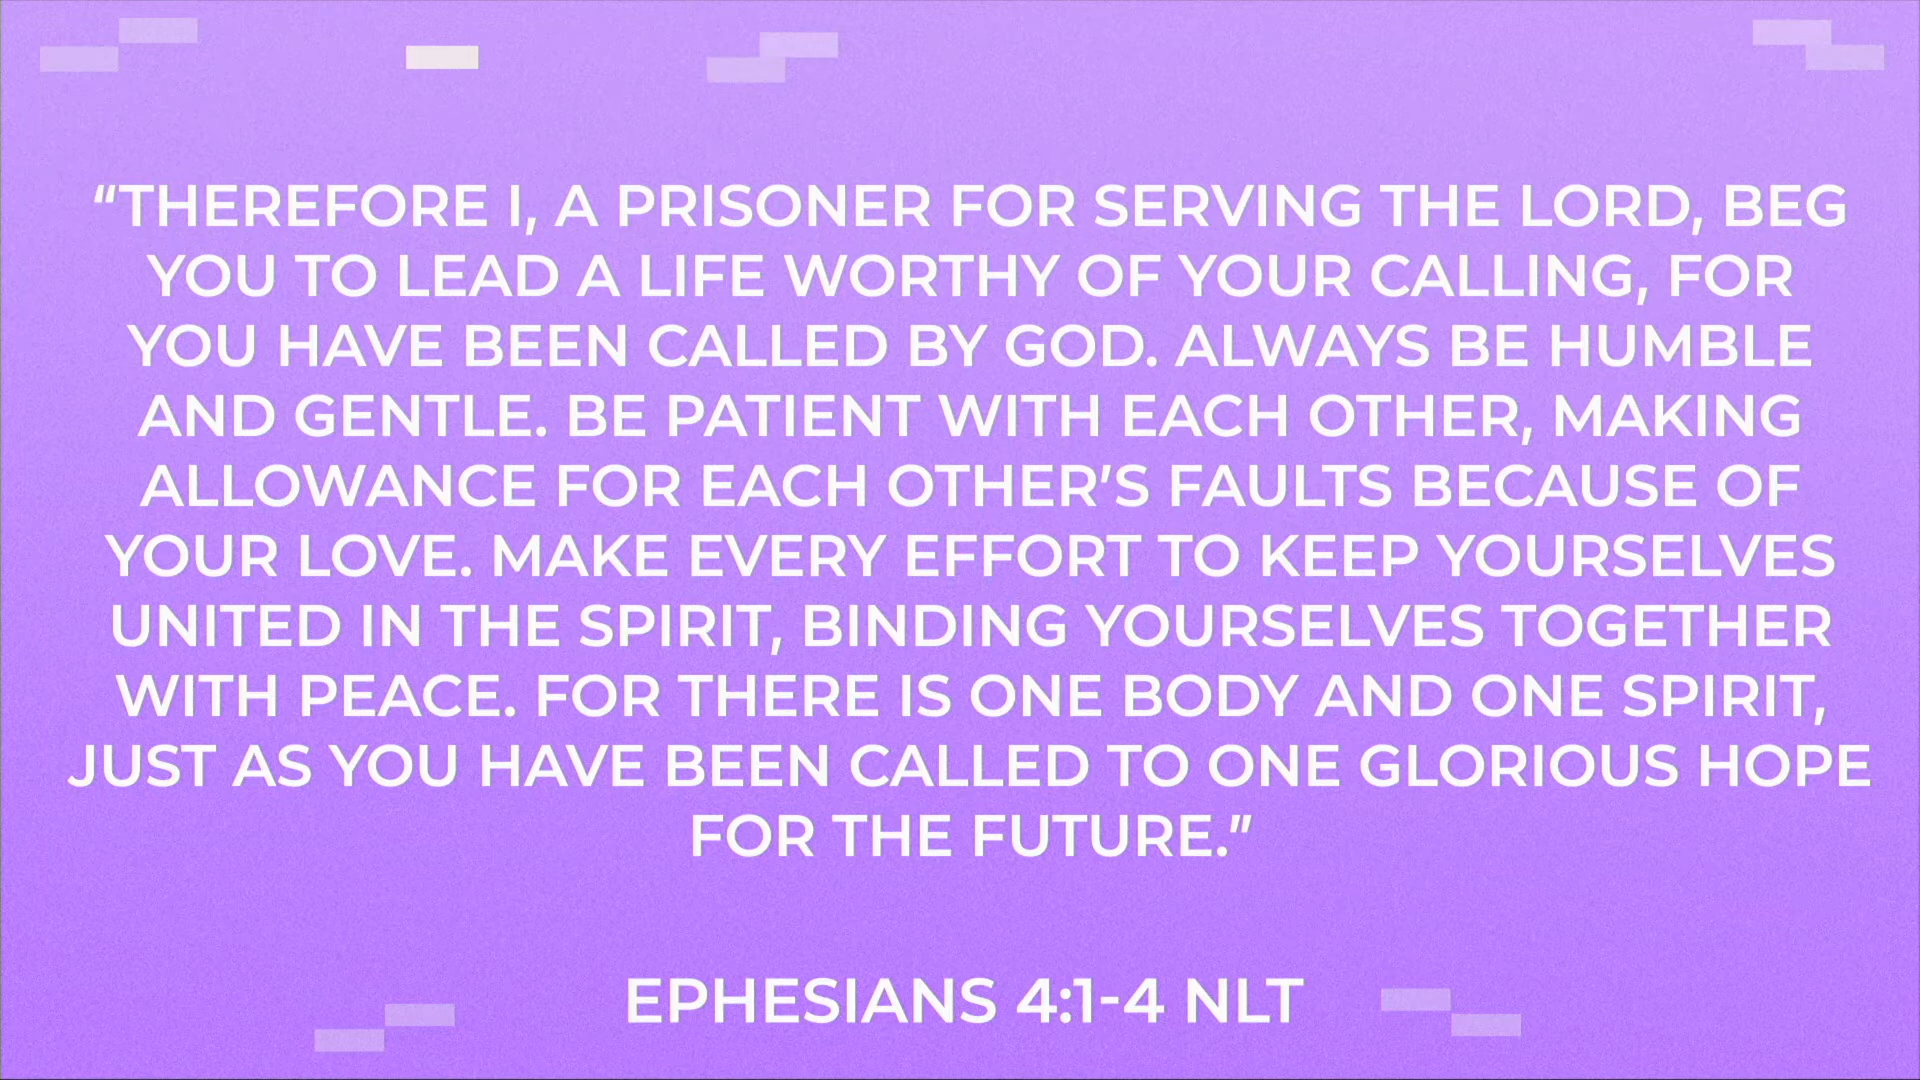 “THEREFORE I, A PRISONER FOR SERVING THE LORD, BEG
YOU TO LEAD A LIFE WORTHY OF YOUR CALLING, FOR
YOU HAVE BEEN CALLED BY GOD. ALWAYS BE HUMBLE
AND GENTLE. BE PATIENT WITH EACH OTHER, MAKING
ALLOWANCE FOR EACH OTHER’S FAULTS BECAUSE OF
YOUR LOVE. MAKE EVERY EFFORT TO KEEP YOURSELVES
UNITED IN THE SPIRIT, BINDING YOURSELVES TOGETHER
WITH PEACE. FOR THERE IS ONE BODY AND ONE SPIRIT,
JUST AS YOU HAVE BEEN CALLED TO ONE GLORIOUS HOPE
FOR THE FUTURE.”
EPHESIANS 4:1-4 NLT